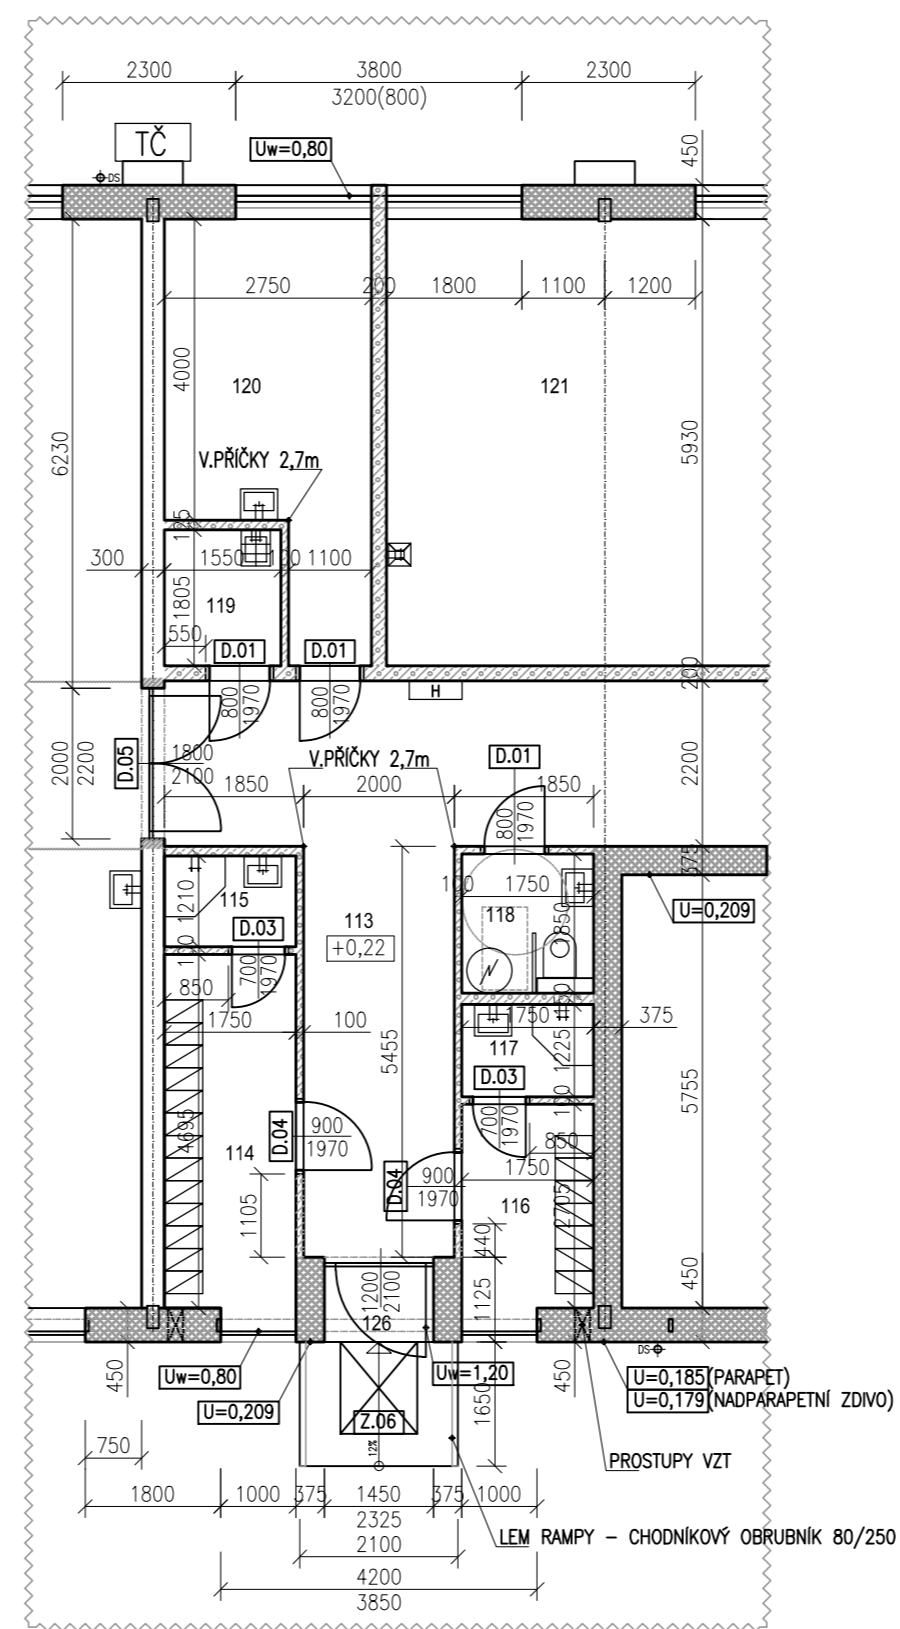 2300 3800 2300
3200(800)
TČ
Uw=0,80
450
DS
2750 200 1800 1100 1200
4000
120 121
6230
5930
V.PŘÍČKY 2,7m
125
300 1550 100 1100
1805
119
550
D.01 D.01
800
1970
800
1970
200
H
2000
2200
D.05
1800
2100
V.PŘÍČKY 2,7m
D.01
2200
1850 2000 1850
800
1970
375
1210
115
113
+0,22
100 1750
118
1850
U=0,209
D.03
700
1970
850
1750 100
150
1750 375
5455
117
1225
D.03
5755
100
700
1970
850
4695
D.04
900
1970
114
D.04
900
1970
1750
116
2705
1105
440
450
1200
2100
1125
126
DS
450
Uw=0,80
Uw=1,20
450
U=0,185(PARAPET)
U=0,209
U=0,179(NADPARAPETNÍ ZDIVO)
Z.06
1650
12%
750
PROSTUPY VZT
1800 1000 375 1450 375 1000
2325
LEM RAMPY – CHODNÍKOVÝ OBRUBNÍK 80/250
2100
4200
3850